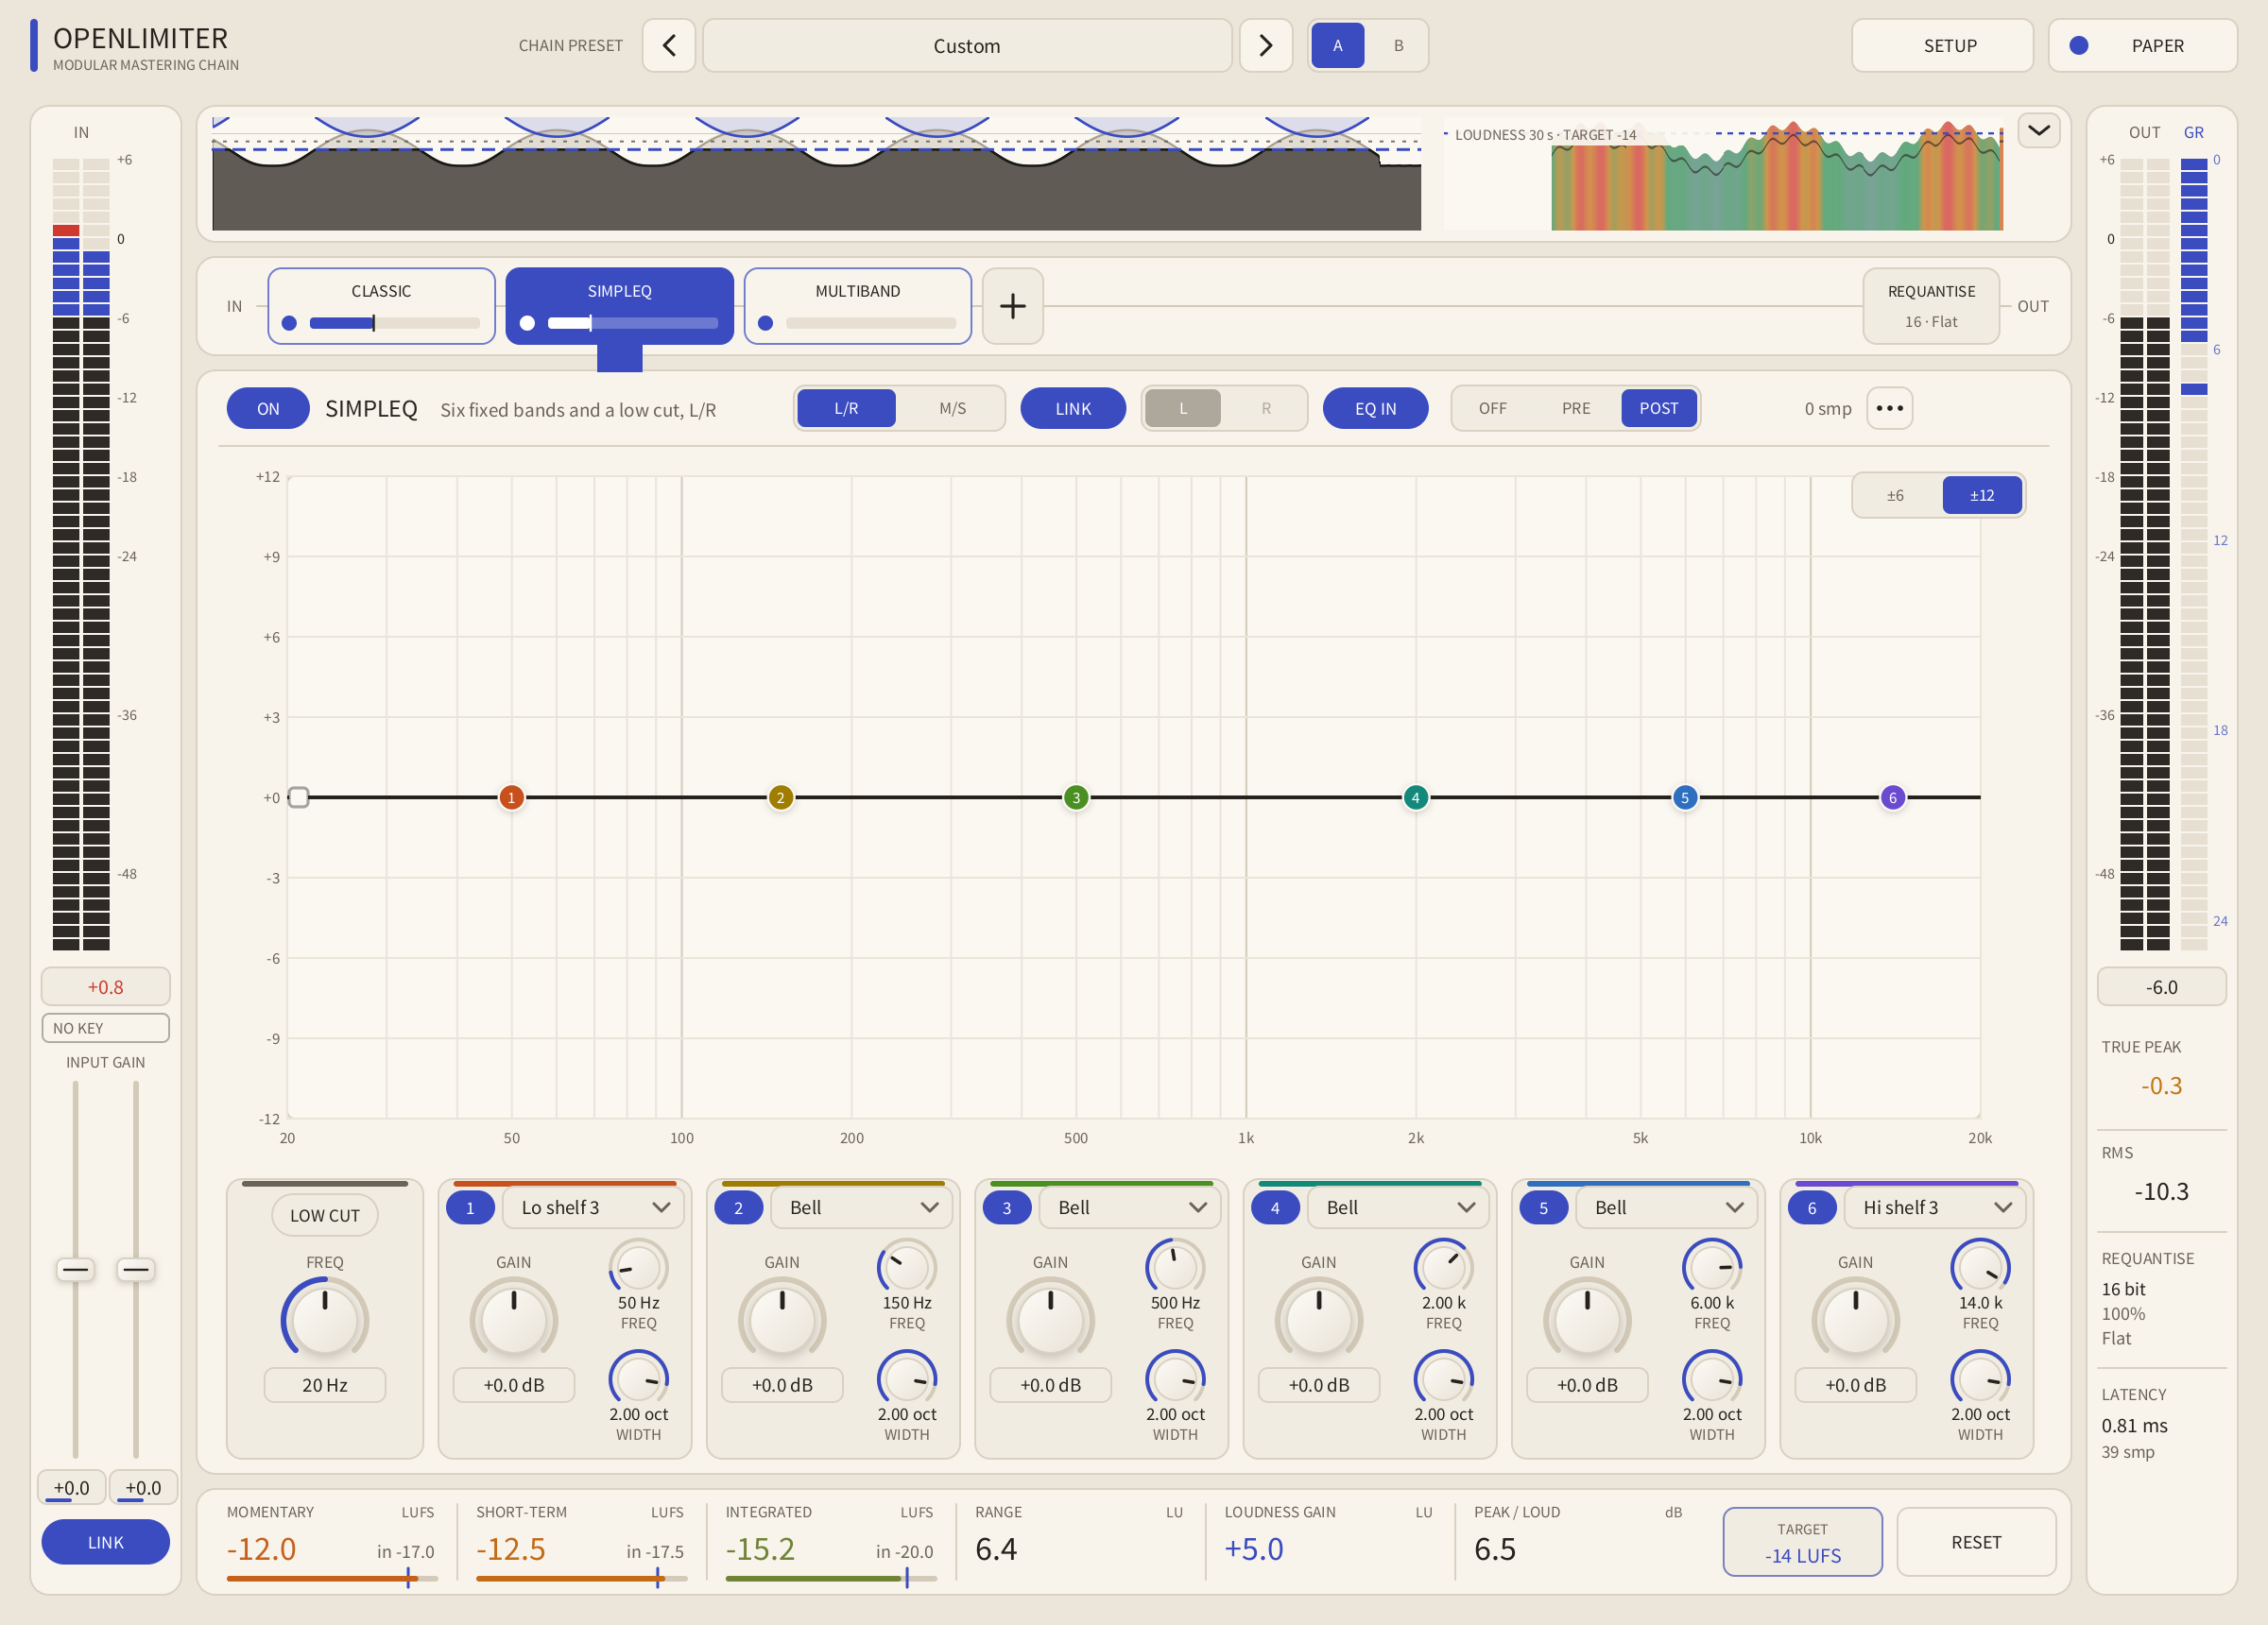 OPENLIMITER
MODULAR MASTERING CHAIN
CHAIN PRESET
Custom
A B
SETUP
PAPER
IN
+6
0
-6
-12
-18
-24
-36
-48
+0.8
NO KEY
INPUT GAIN
+0.0 +0.0
LINK
LOUDNESS 30 s · TARGET -14
IN
CLASSIC
SIMPLEQ
MULTIBAND
+
REQUANTISE
16 · Flat
OUT
ON
SIMPLEQ
Six fixed bands and a low cut, L/R
L/R M/S
LINK
L R
EQ IN
OFF PRE POST
0 smp
±6 ±12
+12
+9
+6
+3
+0
-3
-6
-9
-12
1 2 3 4 5 6
20 50 100 200 500 1k 2k 5k 10k 20k
LOW CUT
FREQ
20 Hz
1 Lo shelf 3
GAIN
+0.0 dB
50 Hz
FREQ
2.00 oct
WIDTH
2 Bell
GAIN
+0.0 dB
150 Hz
FREQ
2.00 oct
WIDTH
3 Bell
GAIN
+0.0 dB
500 Hz
FREQ
2.00 oct
WIDTH
4 Bell
GAIN
+0.0 dB
2.00 k
FREQ
2.00 oct
WIDTH
5 Bell
GAIN
+0.0 dB
6.00 k
FREQ
2.00 oct
WIDTH
6 Hi shelf 3
GAIN
+0.0 dB
14.0 k
FREQ
2.00 oct
WIDTH
MOMENTARY LUFS
-12.0 in -17.0
SHORT-TERM LUFS
-12.5 in -17.5
INTEGRATED LUFS
-15.2 in -20.0
RANGE LU
6.4
LOUDNESS GAIN LU
+5.0
PEAK / LOUD dB
6.5
TARGET
-14 LUFS
RESET
OUT GR
+6
0
-6
-12
-18
-24
-36
-48
0
6
12
18
24
-6.0
TRUE PEAK
-0.3
RMS
-10.3
REQUANTISE
16 bit
100%
Flat
LATENCY
0.81 ms
39 smp